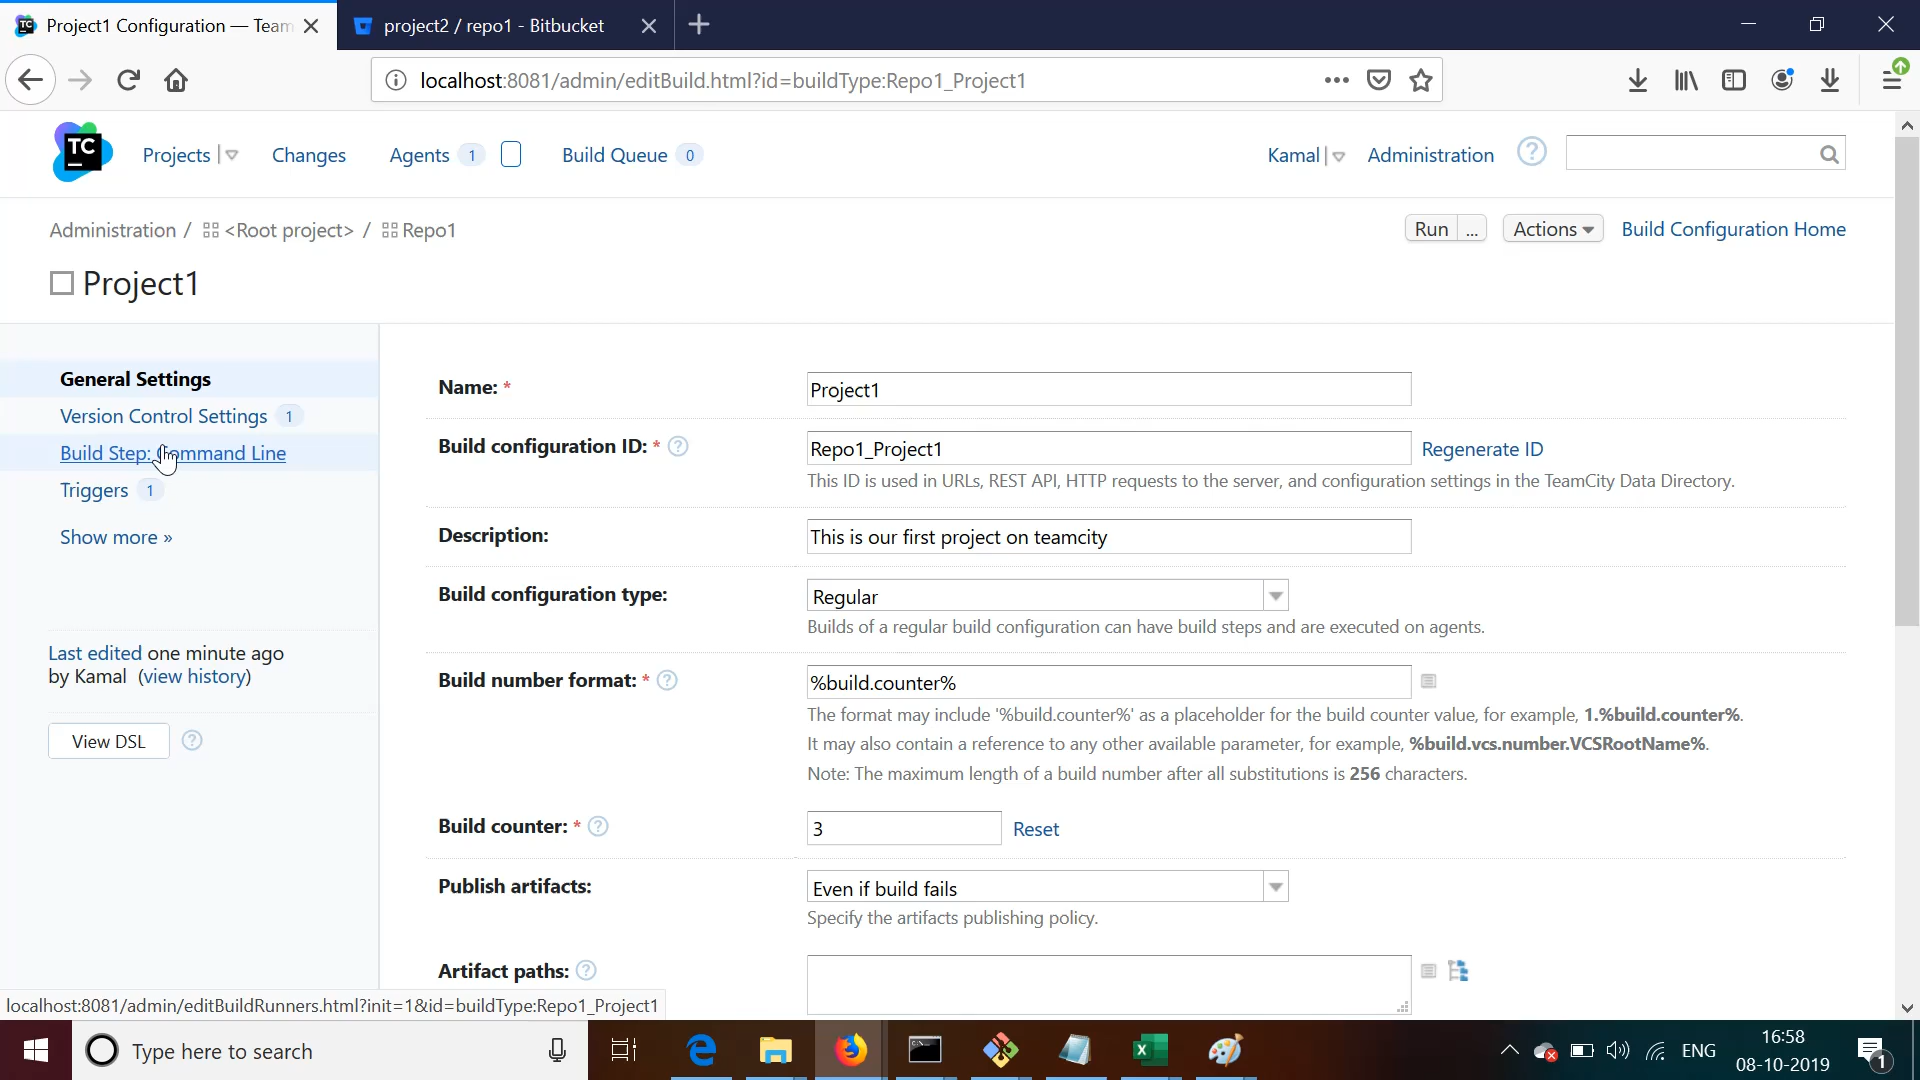 Project1 Configuration — Team
project2 / repo1 - Bitbucket
localhost:8081/admin/editBuild.html?id=buildType:Repo1_Project1
TC
Projects
Changes
Agents 1
Build Queue 0
Kamal
Administration
?
Administration / <Root project> / Repo1
Run ...
Actions
Build Configuration Home
Project1
General Settings
Version Control Settings 1
Build Step: Command Line
Triggers 1
Show more »
Last edited one minute ago
by Kamal (view history)
View DSL ?
Name: *
Project1
Build configuration ID: * ?
Repo1_Project1
Regenerate ID
This ID is used in URLs, REST API, HTTP requests to the server, and configuration settings in the TeamCity Data Directory.
Description:
This is our first project on teamcity
Build configuration type:
Regular
Builds of a regular build configuration can have build steps and are executed on agents.
Build number format: * ?
%build.counter%
The format may include '%build.counter%' as a placeholder for the build counter value, for example, 1.%build.counter%.
It may also contain a reference to any other available parameter, for example, %build.vcs.number.VCSRootName%.
Note: The maximum length of a build number after all substitutions is 256 characters.
Build counter: * ?
3
Reset
Publish artifacts:
Even if build fails
Specify the artifacts publishing policy.
Artifact paths: ?
localhost:8081/admin/editBuildRunners.html?init=1&id=buildType:Repo1_Project1
Type here to search
ENG
16:58
08-10-2019
1